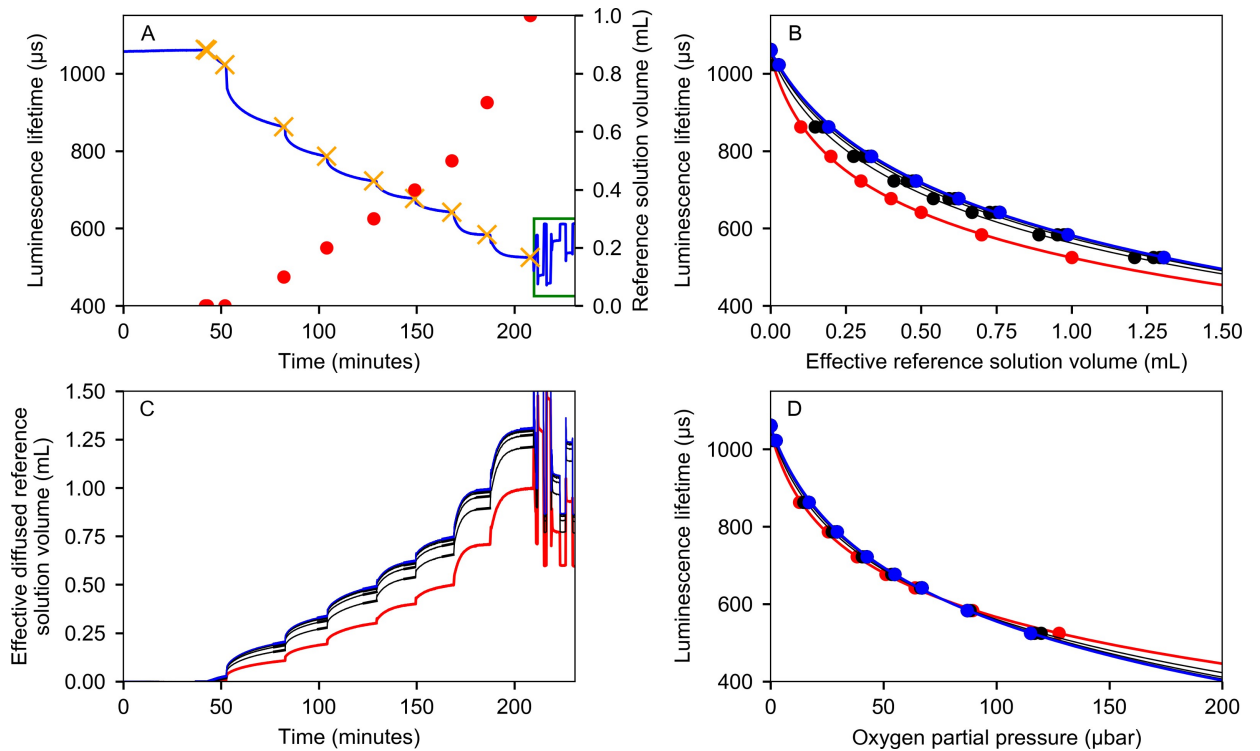 A
Luminescence lifetime (µs)
1000
800
600
400
0 50 100 150 200
Time (minutes)
1.0
0.8
0.6
0.4
0.2
0.0
Reference solution volume (mL)
B
Luminescence lifetime (µs)
1000
800
600
400
0.00 0.25 0.50 0.75 1.00 1.25 1.50
Effective reference solution volume (mL)
C
Effective diffused reference
solution volume (mL)
1.50
1.25
1.00
0.75
0.50
0.25
0.00
0 50 100 150 200
Time (minutes)
D
Luminescence lifetime (µs)
1000
800
600
400
0 50 100 150 200
Oxygen partial pressure (µbar)